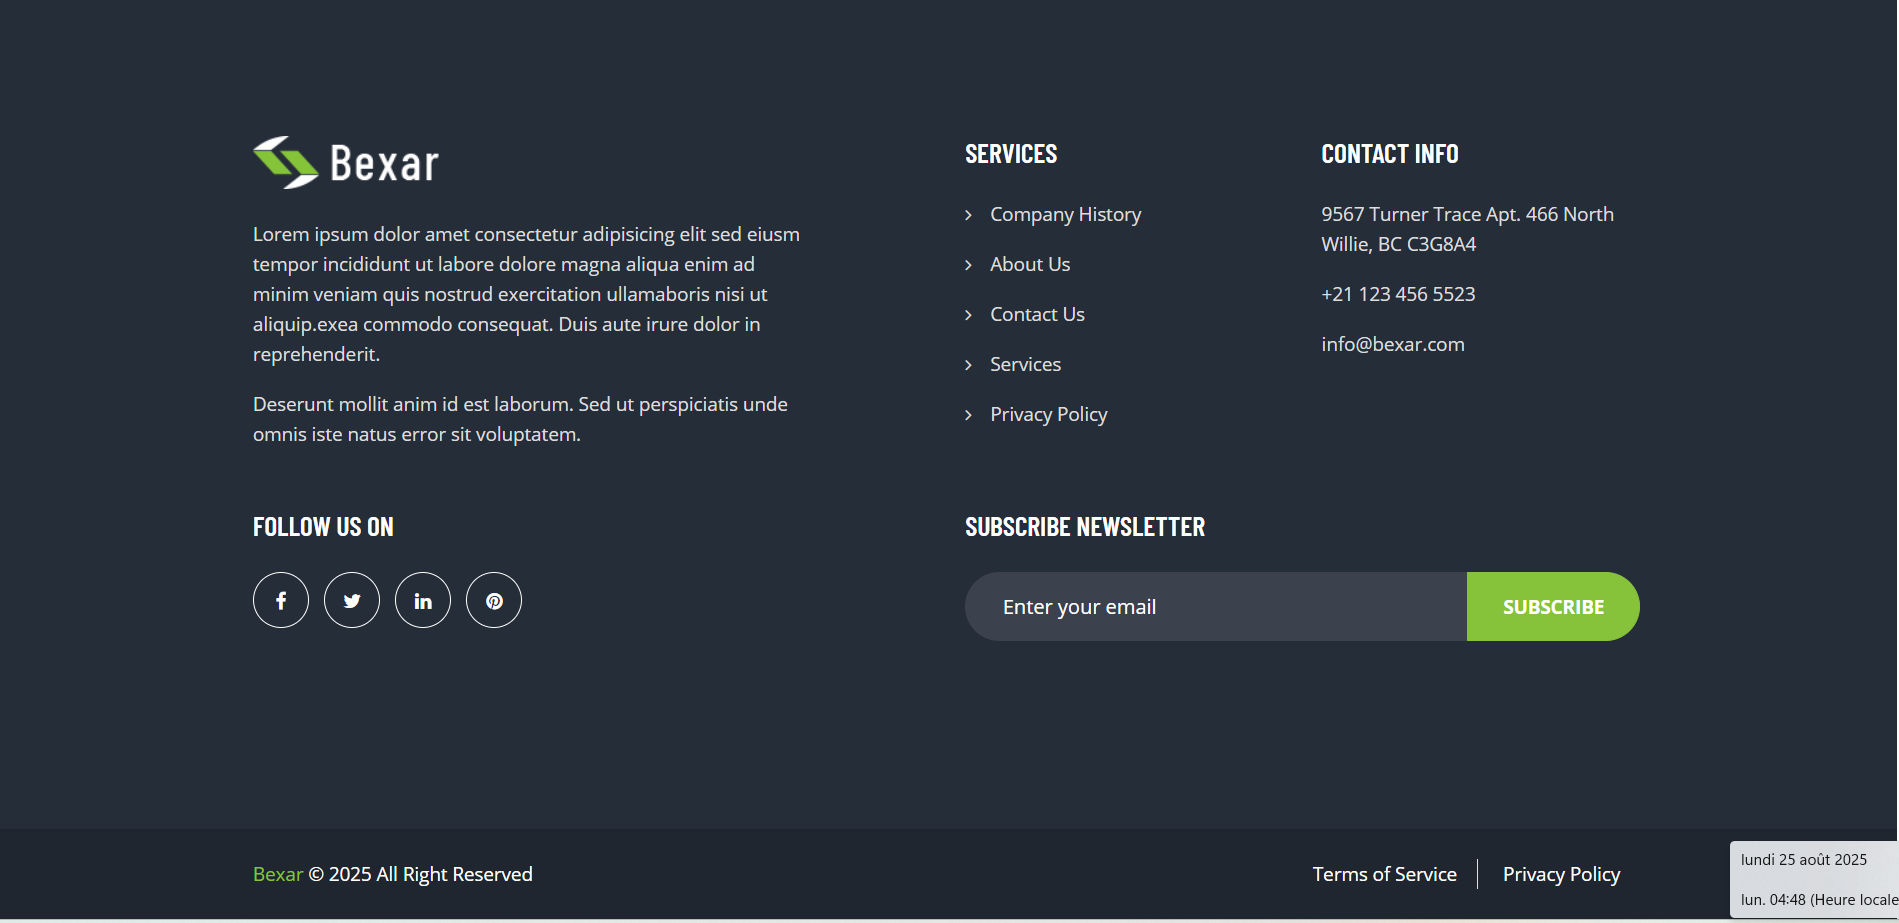 Bexar
Lorem ipsum dolor amet consectetur adipisicing elit sed eiusm
tempor incididunt ut labore dolore magna aliqua enim ad
minim veniam quis nostrud exercitation ullamaboris nisi ut
aliquip.exea commodo consequat. Duis aute irure dolor in
reprehenderit.
Deserunt mollit anim id est laborum. Sed ut perspiciatis unde
omnis iste natus error sit voluptatem.
SERVICES
Company History
About Us
Contact Us
Services
Privacy Policy
CONTACT INFO
9567 Turner Trace Apt. 466 North
Willie, BC C3G8A4
+21 123 456 5523
info@bexar.com
FOLLOW US ON
SUBSCRIBE NEWSLETTER
Enter your email
SUBSCRIBE
Bexar © 2025 All Right Reserved
Terms of Service
Privacy Policy
lundi 25 août 2025
lun. 04:48 (Heure locale